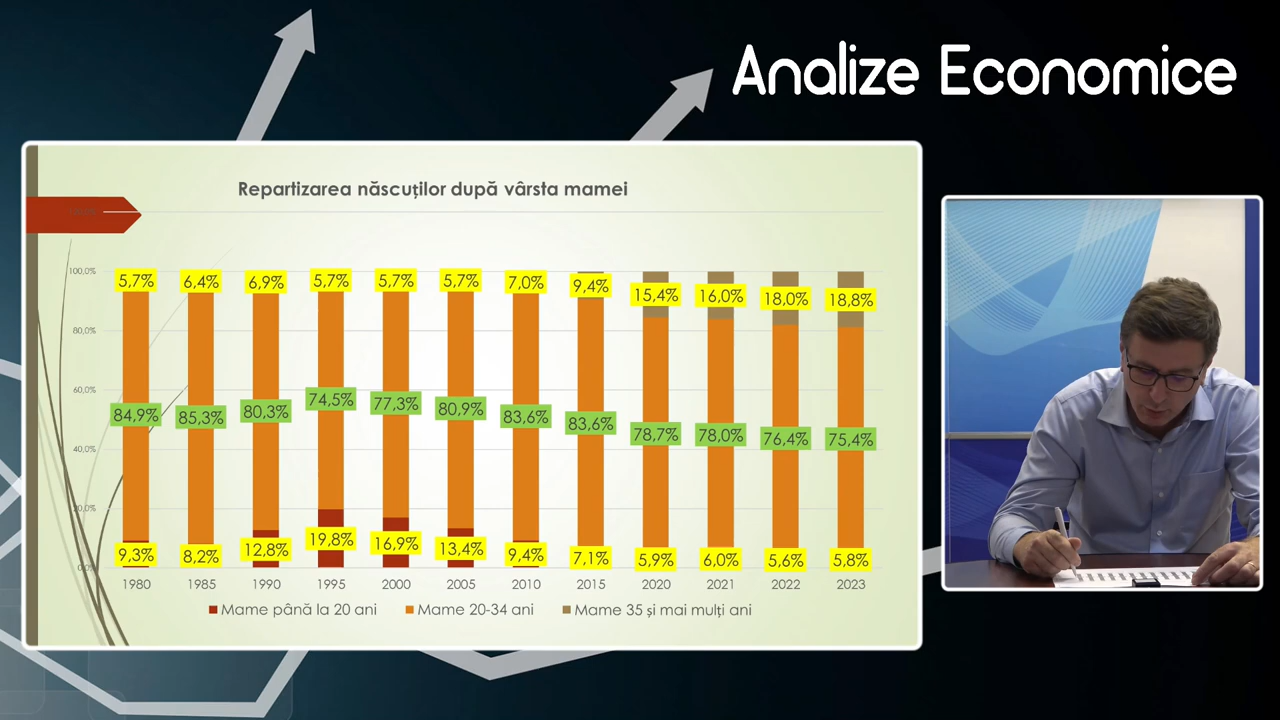 Analize Economice
Repartizarea născuților după vârsta mamei
100,0%
80,0%
60,0%
40,0%
20,0%
0,0%
5,7% 6,4% 6,9% 5,7% 5,7% 5,7% 7,0% 9,4% 15,4% 16,0% 18,0% 18,8%
84,9% 85,3% 80,3% 74,5% 77,3% 80,9% 83,6% 83,6% 78,7% 78,0% 76,4% 75,4%
9,3% 8,2% 12,8% 19,8% 16,9% 13,4% 9,4% 7,1% 5,9% 6,0% 5,6% 5,8%
1980 1985 1990 1995 2000 2005 2010 2015 2020 2021 2022 2023
Mame până la 20 ani Mame 20-34 ani Mame 35 și mai mulți ani